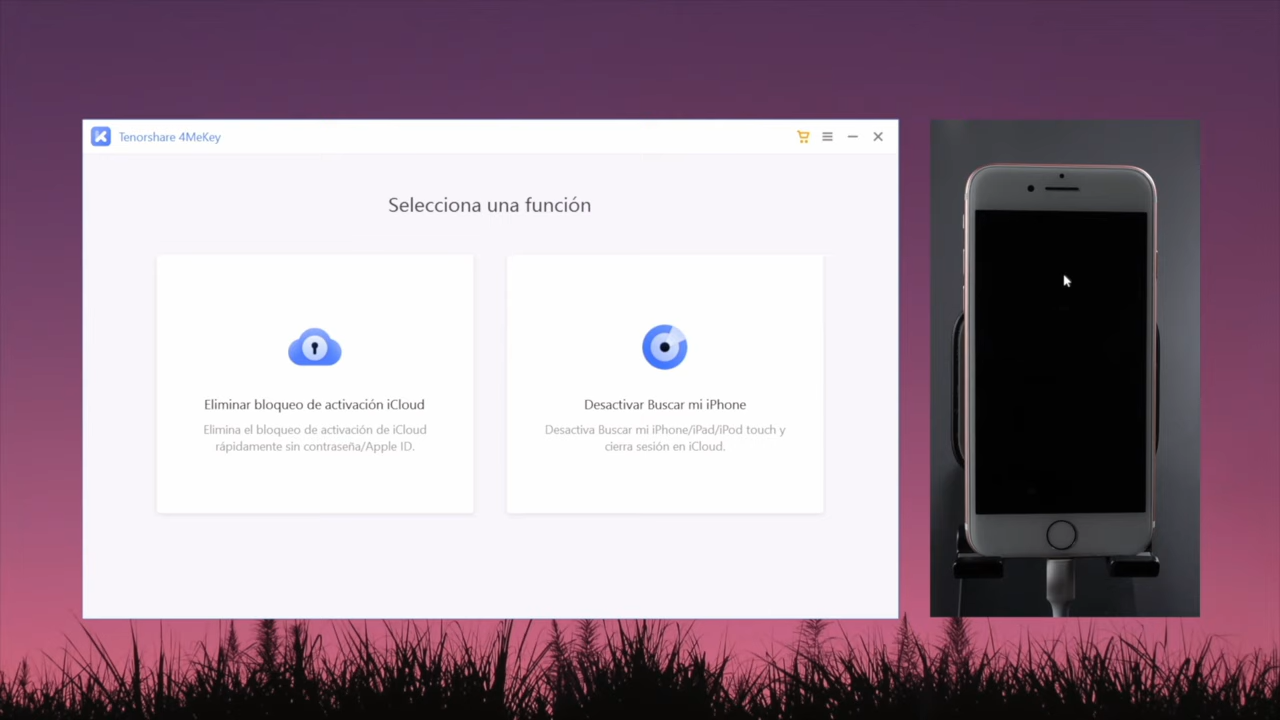 Tenorshare 4MeKey
Selecciona una función
Eliminar bloqueo de activación iCloud
Elimina el bloqueo de activación de iCloud
rápidamente sin contraseña/Apple ID.
Desactivar Buscar mi iPhone
Desactiva Buscar mi iPhone/iPad/iPod touch y
cierra sesión en iCloud.